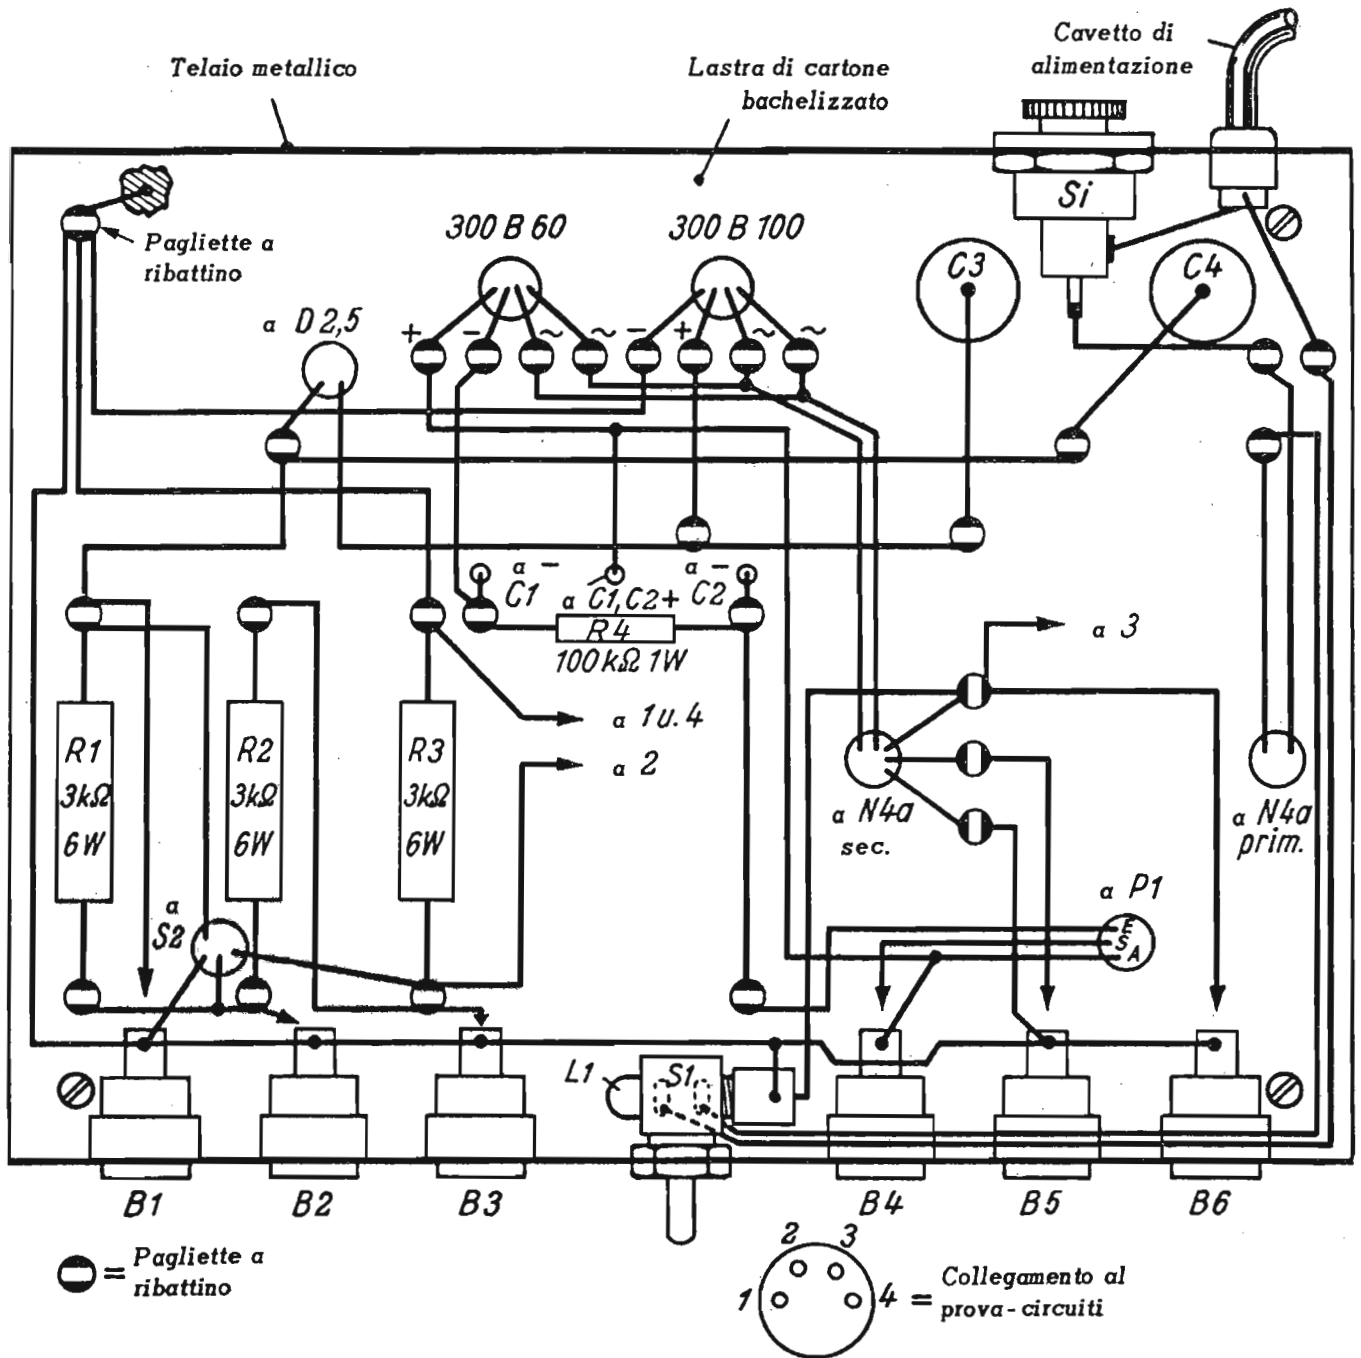 Cavetto di
alimentazione
Telaio metallico
Lastra di cartone
bachelizzato
Si
Pagliette a
ribattino
300 B 60
300 B 100
C3
C4
a D 2,5
+ - ~ ~ - + ~ ~
a -
C1
a C1, C2+
a -
C2
R4
100 kΩ 1W
a 3
a 1 u. 4
a 2
R1
3kΩ
6W
R2
3kΩ
6W
R3
3kΩ
6W
a N4a
sec.
a N4a
prim.
a
S2
a P1
E
S
A
L1
S1
B1
B2
B3
B4
B5
B6
= Pagliette a
ribattino
2 3
1 4 = Collegamento al
prova-circuiti